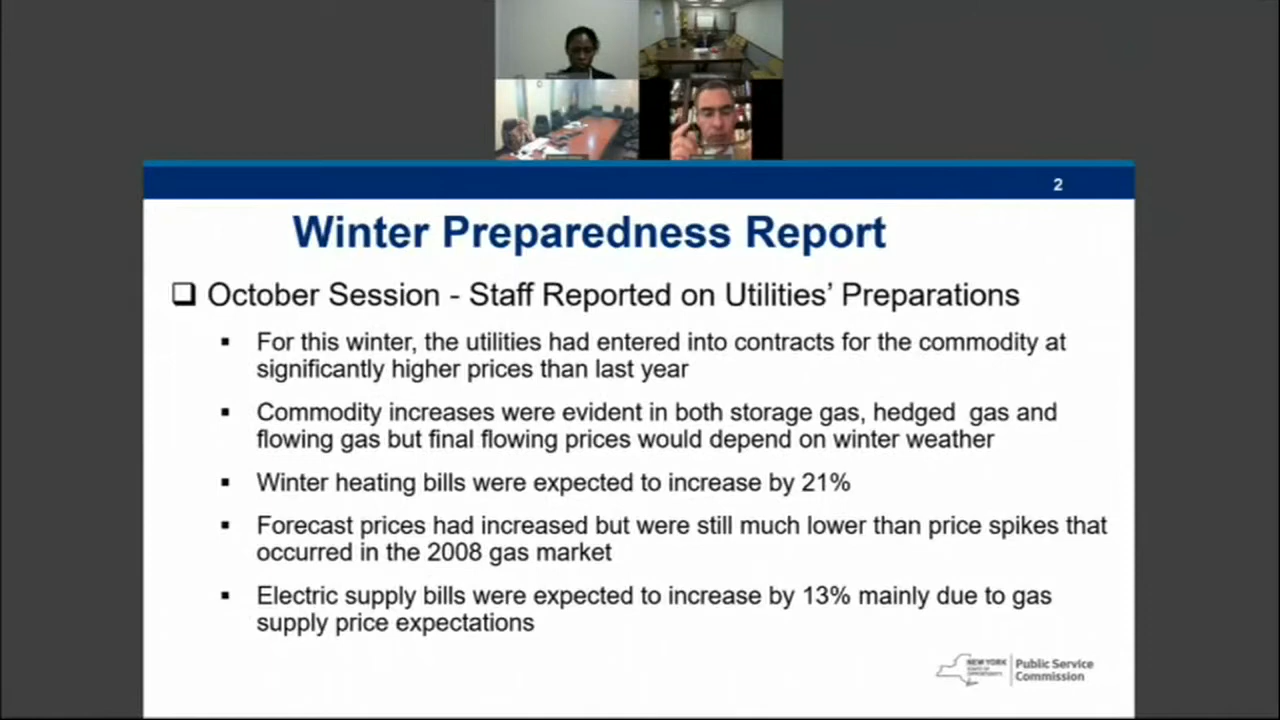 2
Winter Preparedness Report
❑ October Session - Staff Reported on Utilities’ Preparations
▪ For this winter, the utilities had entered into contracts for the commodity at
significantly higher prices than last year
▪ Commodity increases were evident in both storage gas, hedged gas and
flowing gas but final flowing prices would depend on winter weather
▪ Winter heating bills were expected to increase by 21%
▪ Forecast prices had increased but were still much lower than price spikes that
occurred in the 2008 gas market
▪ Electric supply bills were expected to increase by 13% mainly due to gas
supply price expectations
NEW YORK
STATE OF
OPPORTUNITY
Public Service
Commission